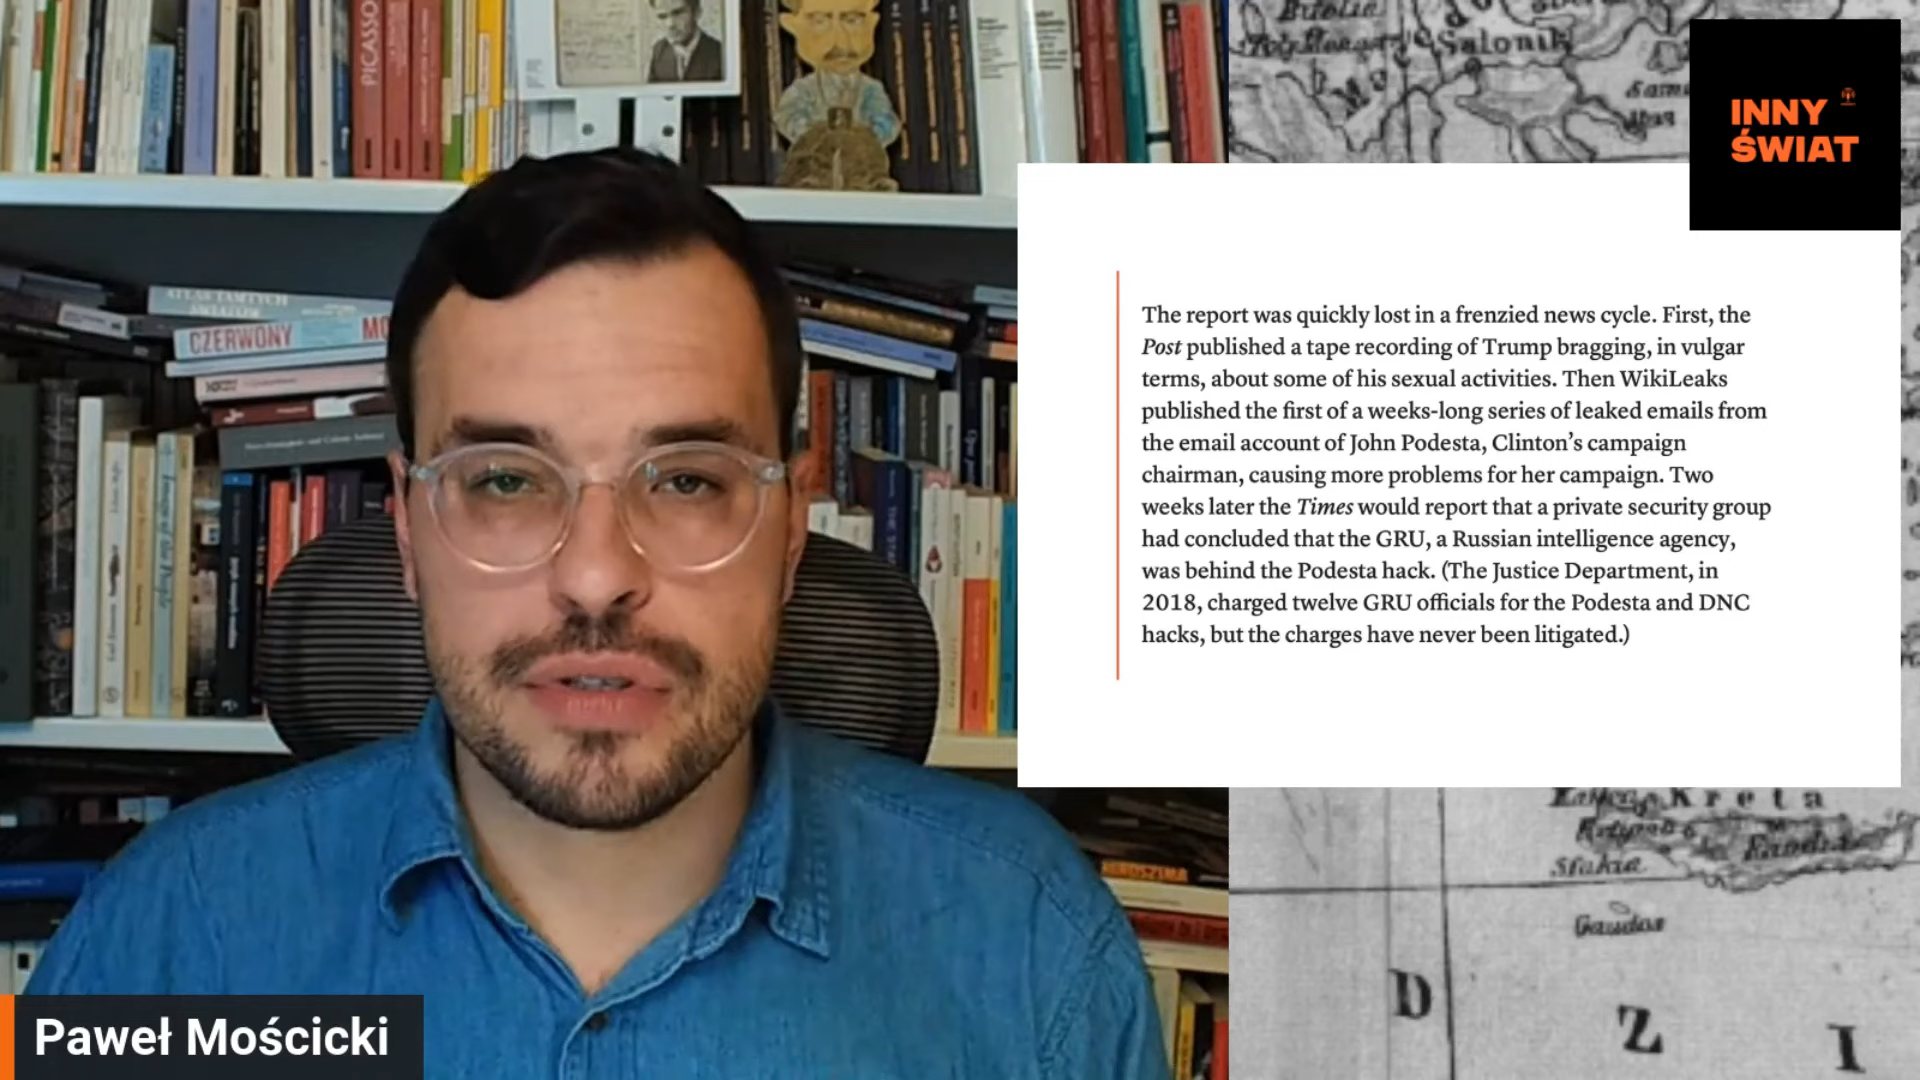 PICASSO
Saloniki
INNY
ŚWIAT
CZERWONY
MO
The report was quickly lost in a frenzied news cycle. First, the
Post published a tape recording of Trump bragging, in vulgar
terms, about some of his sexual activities. Then WikiLeaks
published the first of a weeks-long series of leaked emails from
the email account of John Podesta, Clinton’s campaign
chairman, causing more problems for her campaign. Two
weeks later the Times would report that a private security group
had concluded that the GRU, a Russian intelligence agency,
was behind the Podesta hack. (The Justice Department, in
2018, charged twelve GRU officials for the Podesta and DNC
hacks, but the charges have never been litigated.)
Kreta
Kandia
Sfakia
Gaudos
D
Z
I
Paweł Mościcki